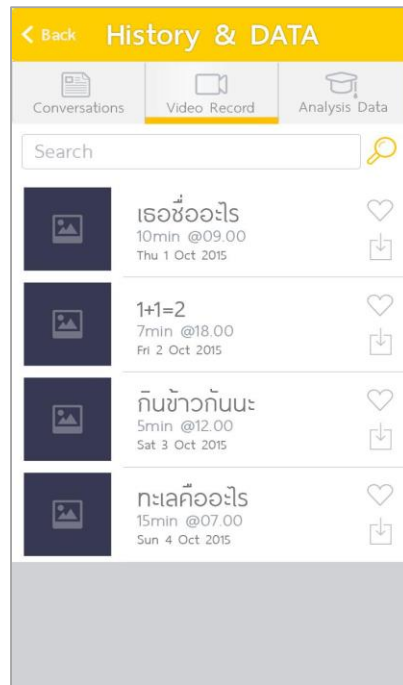 Back History & DATA
Conversations Video Record Analysis Data
Search
เธอชื่ออะไร
10min @09.00
Thu 1 Oct 2015
1+1=2
7min @18.00
Fri 2 Oct 2015
กินข้าวกันนะ
5min @12.00
Sat 3 Oct 2015
ทะเลคืออะไร
15min @07.00
Sun 4 Oct 2015